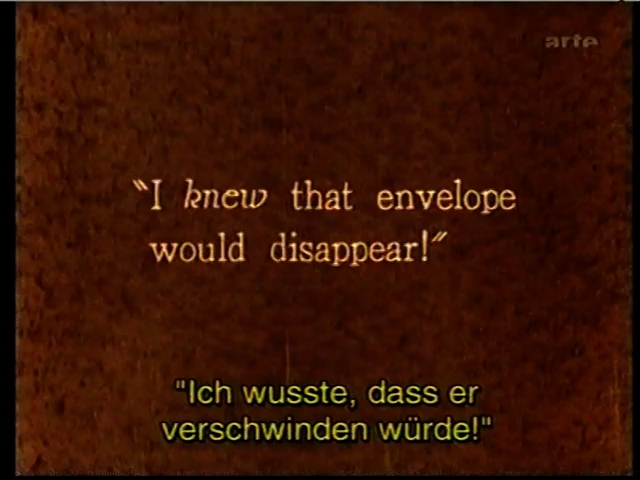 arte
"I knew that envelope
would disappear!"
"Ich wusste, dass er
verschwinden würde!"